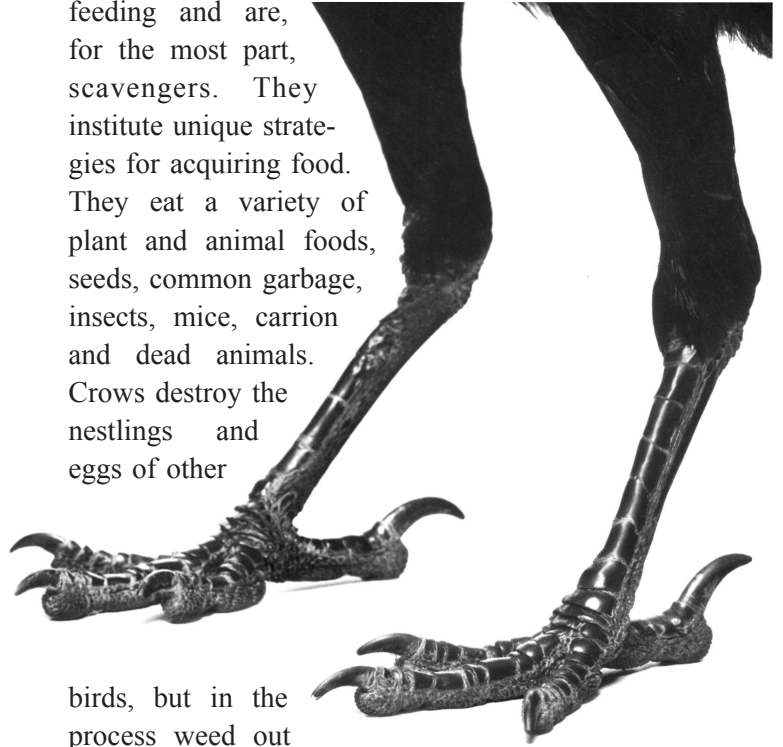 feeding and are,
for the most part,
scavengers. They
institute unique strate-
gies for acquiring food.
They eat a variety of
plant and animal foods,
seeds, common garbage,
insects, mice, carrion
and dead animals.
Crows destroy the
nestlings and
eggs of other
birds, but in the
process weed out